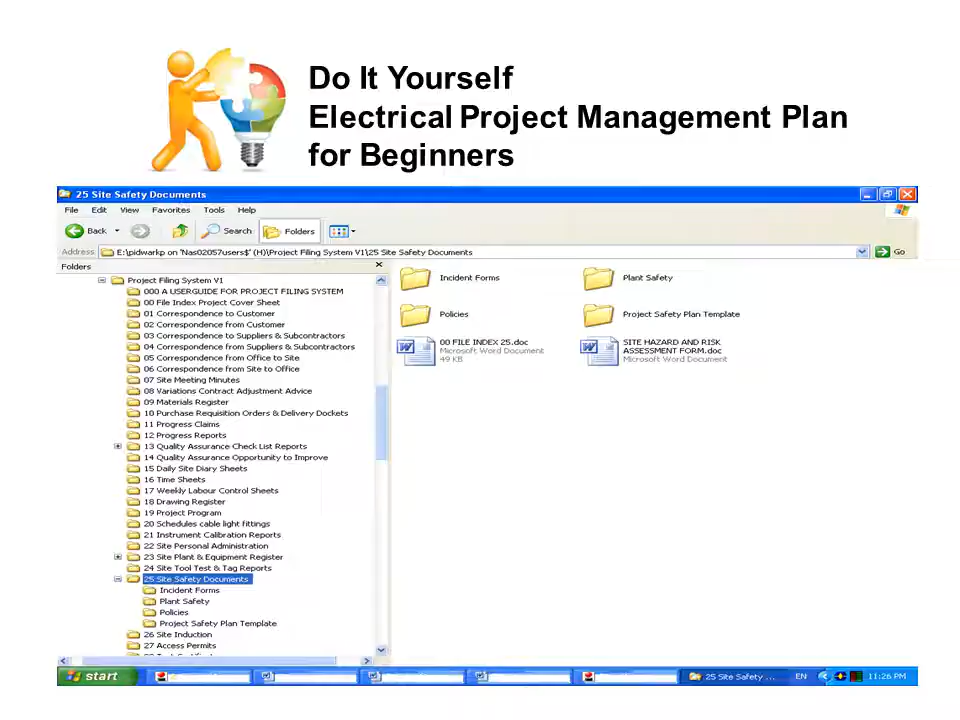 Do It Yourself
Electrical Project Management Plan
for Beginners
25 Site Safety Documents
File Edit View Favorites Tools Help
Back Search Folders
Address E:\pidwarkp on 'Nas02057users$' (H)\Project Filing System V1\25 Site Safety Documents Go
Folders
Project Filing System V1
000 A USERGUIDE FOR PROJECT FILING SYSTEM
00 File Index Project Cover Sheet
01 Correspondence to Customer
02 Correspondence from Customer
03 Correspondence to Suppliers & Subcontractors
04 Correspondence from Suppliers & Subcontractors
05 Correspondence from Office to Site
06 Correspondence from Site to Office
07 Site Meeting Minutes
08 Variations Contract Adjustment Advice
09 Materials Register
10 Purchase Requisition Orders & Delivery Dockets
11 Progress Claims
12 Progress Reports
13 Quality Assurance Check List Reports
14 Quality Assurance Opportunity to Improve
15 Daily Site Diary Sheets
16 Time Sheets
17 Weekly Labour Control Sheets
18 Drawing Register
19 Project Program
20 Schedules cable light fittings
21 Instrument Calibration Reports
22 Site Personal Administration
23 Site Plant & Equipment Register
24 Site Tool Test & Tag Reports
25 Site Safety Documents
Incident Forms
Plant Safety
Policies
Project Safety Plan Template
26 Site Induction
27 Access Permits
Incident Forms
Plant Safety
Policies
Project Safety Plan Template
00 FILE INDEX 25.doc
Microsoft Word Document
49 KB
SITE HAZARD AND RISK
ASSESSMENT FORM.doc
Microsoft Word Document
start
25 Site Safety ...
EN
11:26 PM